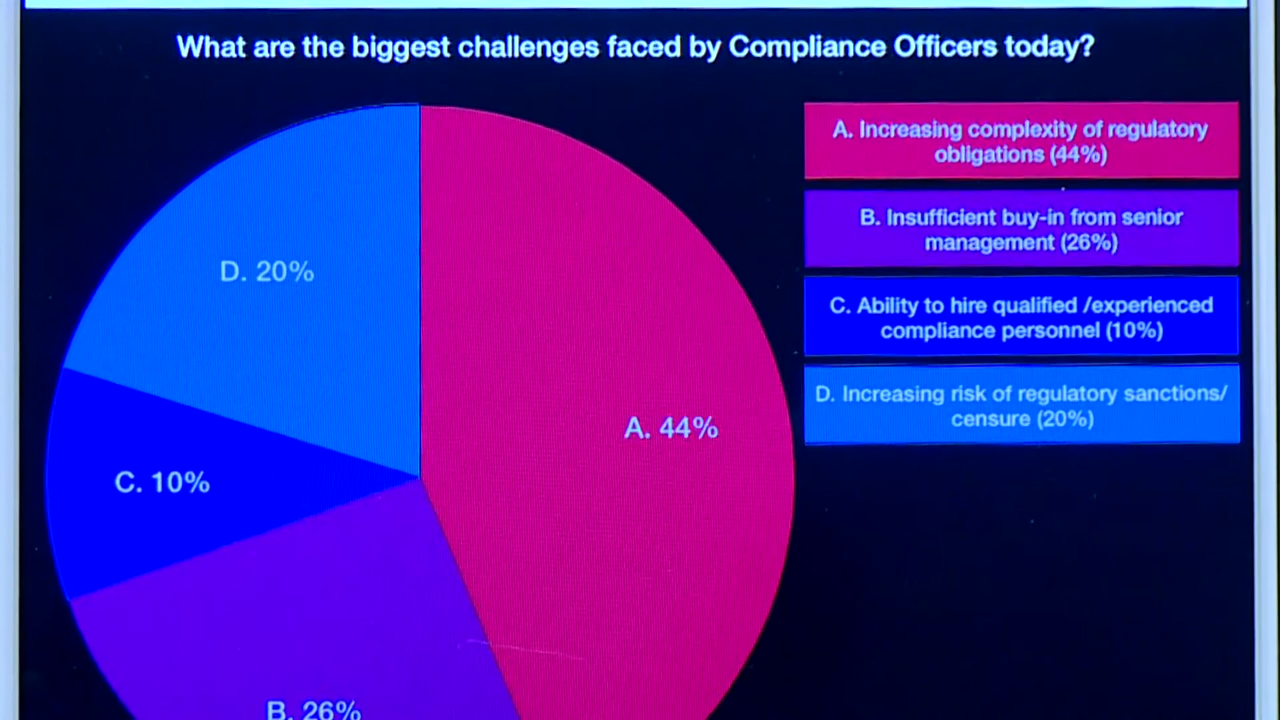 What are the biggest challenges faced by Compliance Officers today?
A. Increasing complexity of regulatory
obligations (44%)
B. Insufficient buy-in from senior
management (26%)
C. Ability to hire qualified /experienced
compliance personnel (10%)
D. Increasing risk of regulatory sanctions/
censure (20%)
D. 20%
A. 44%
C. 10%
B. 26%